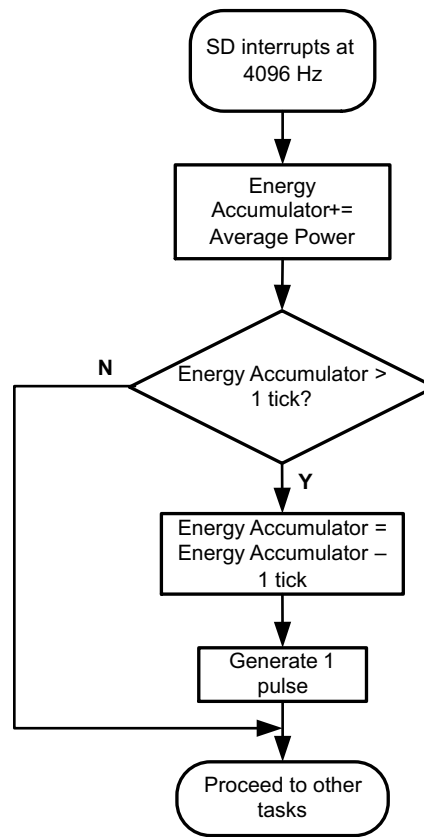 SD interrupts at
4096 Hz
Energy
Accumulator+=
Average Power
N
Energy Accumulator >
1 tick?
Y
Energy Accumulator =
Energy Accumulator –
1 tick
Generate 1
pulse
Proceed to other
tasks